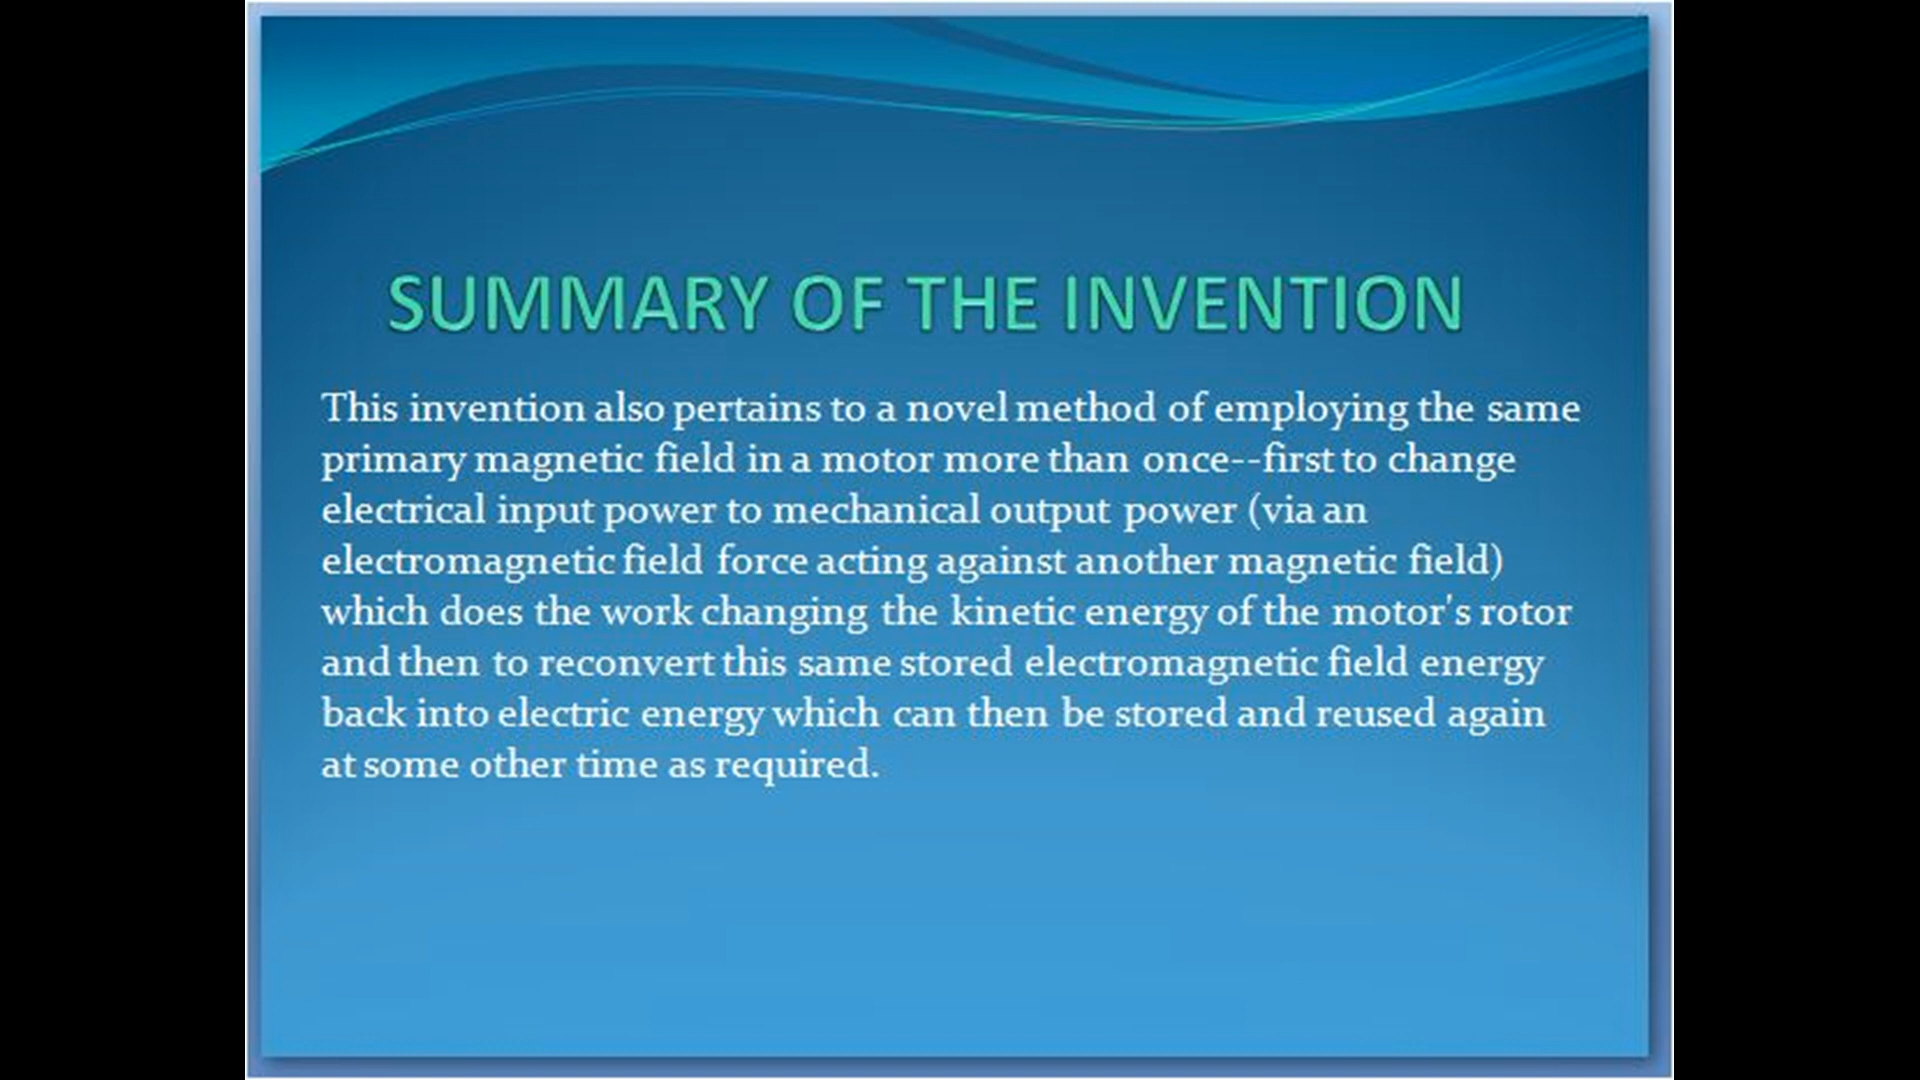 SUMMARY OF THE INVENTION
This invention also pertains to a novel method of employing the same
primary magnetic field in a motor more than once--first to change
electrical input power to mechanical output power (via an
electromagnetic field force acting against another magnetic field)
which does the work changing the kinetic energy of the motor's rotor
and then to reconvert this same stored electromagnetic field energy
back into electric energy which can then be stored and reused again
at some other time as required.